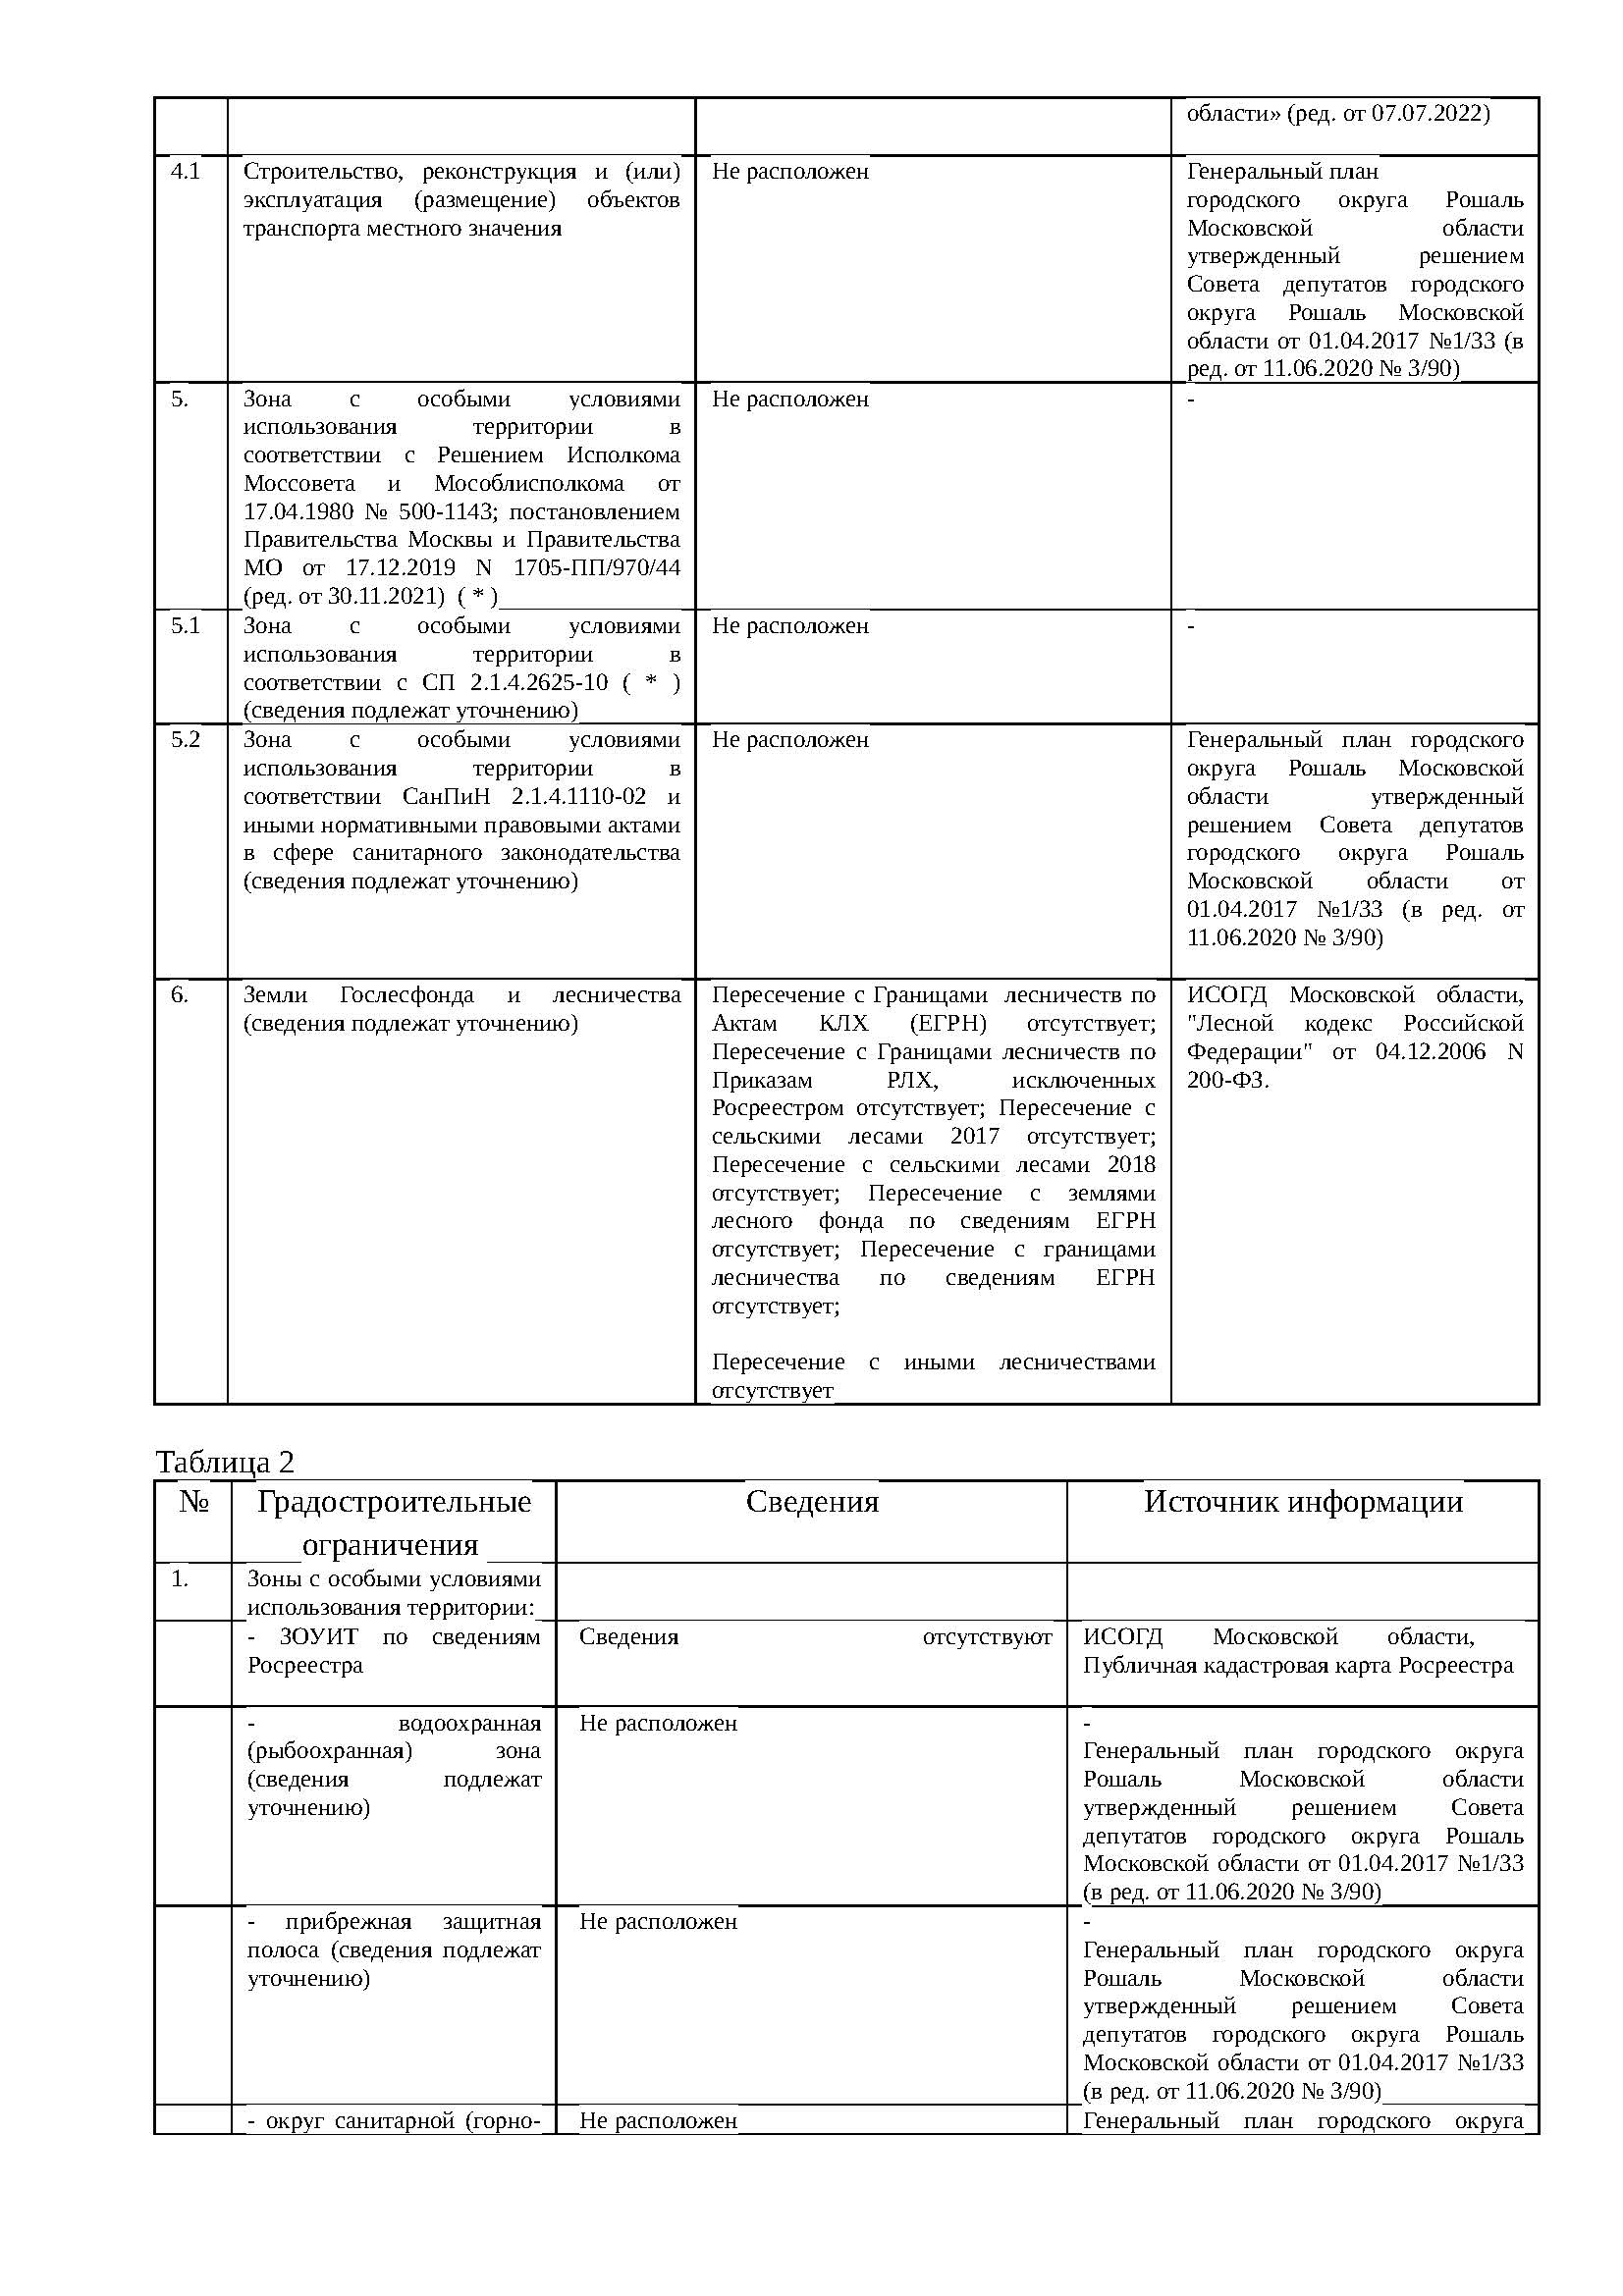 области» (ред. от 07.07.2022)
4.1
Строительство, реконструкция и (или)
эксплуатация (размещение) объектов
транспорта местного значения
Не расположен
Генеральный план
городского округа Рошаль
Московской области
утвержденный решением
Совета депутатов городского
округа Рошаль Московской
области от 01.04.2017 №1/33 (в
ред. от 11.06.2020 № 3/90)
5.
Зона с особыми условиями
использования территории в
соответствии с Решением Исполкома
Моссовета и Мособлисполкома от
17.04.1980 № 500-1143; постановлением
Правительства Москвы и Правительства
МО от 17.12.2019 N 1705-ПП/970/44
(ред. от 30.11.2021) ( * )
Не расположен
-
5.1
Зона с особыми условиями
использования территории в
соответствии с СП 2.1.4.2625-10 ( * )
(сведения подлежат уточнению)
Не расположен
-
5.2
Зона с особыми условиями
использования территории в
соответствии СанПиН 2.1.4.1110-02 и
иными нормативными правовыми актами
в сфере санитарного законодательства
(сведения подлежат уточнению)
Не расположен
Генеральный план городского
округа Рошаль Московской
области утвержденный
решением Совета депутатов
городского округа Рошаль
Московской области от
01.04.2017 №1/33 (в ред. от
11.06.2020 № 3/90)
6.
Земли Гослесфонда и лесничества
(сведения подлежат уточнению)
Пересечение с Границами лесничеств по
Актам КЛХ (ЕГРН) отсутствует;
Пересечение с Границами лесничеств по
Приказам РЛХ, исключенных
Росреестром отсутствует; Пересечение с
сельскими лесами 2017 отсутствует;
Пересечение с сельскими лесами 2018
отсутствует; Пересечение с землями
лесного фонда по сведениям ЕГРН
отсутствует; Пересечение с границами
лесничества по сведениям ЕГРН
отсутствует;
Пересечение с иными лесничествами
отсутствует
ИСОГД Московской области,
"Лесной кодекс Российской
Федерации" от 04.12.2006 N
200-ФЗ.
Таблица 2
№
Градостроительные
ограничения
Сведения
Источник информации
1.
Зоны с особыми условиями
использования территории:
- ЗОУИТ по сведениям
Росреестра
Сведения отсутствуют
ИСОГД Московской области,
Публичная кадастровая карта Росреестра
- водоохранная
(рыбоохранная) зона
(сведения подлежат
уточнению)
Не расположен
-
Генеральный план городского округа
Рошаль Московской области
утвержденный решением Совета
депутатов городского округа Рошаль
Московской области от 01.04.2017 №1/33
(в ред. от 11.06.2020 № 3/90)
- прибрежная защитная
полоса (сведения подлежат
уточнению)
Не расположен
-
Генеральный план городского округа
Рошаль Московской области
утвержденный решением Совета
депутатов городского округа Рошаль
Московской области от 01.04.2017 №1/33
(в ред. от 11.06.2020 № 3/90)
- округ санитарной (горно-
Не расположен
Генеральный план городского округа